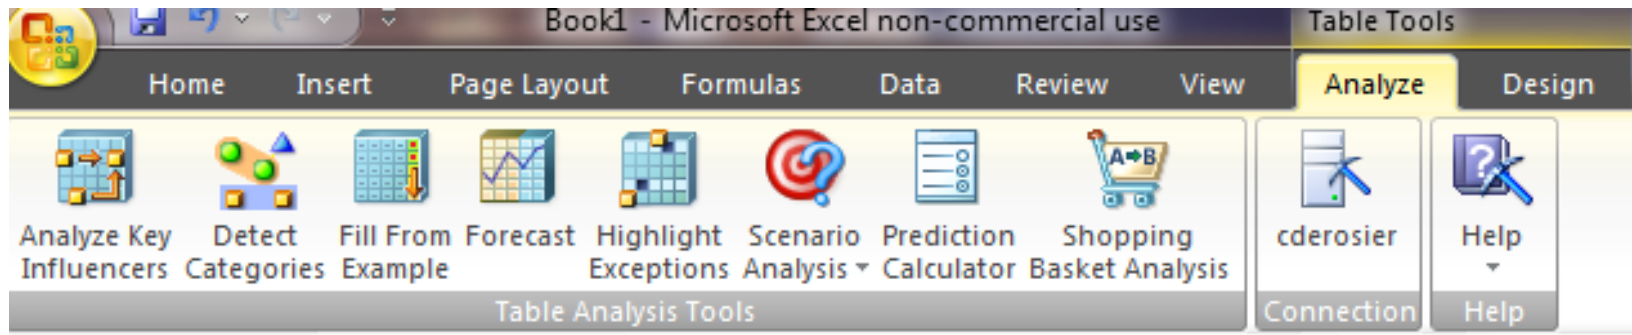 Book1 - Microsoft Excel non-commercial use Table Tools
Home Insert Page Layout Formulas Data Review View Analyze Design
A B
Analyze Key Influencers
Detect Categories
Fill From Example
Forecast
Highlight Exceptions
Scenario Analysis
Prediction Calculator
Shopping Basket Analysis
cderosier
Help
Table Analysis Tools Connection Help